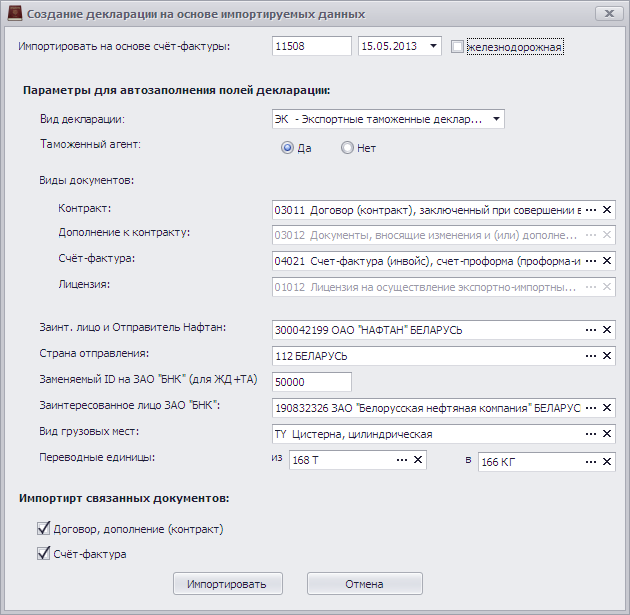 Создание декларации на основе импортируемых данных
Импортировать на основе счёт-фактуры: 11508 15.05.2013 железнодорожная
Параметры для автозаполнения полей декларации:
Вид декларации: ЭК - Экспортные таможенные деклар...
Таможенный агент: Да Нет
Виды документов:
Контракт: 03011 Договор (контракт), заключенный при совершении в ...
Дополнение к контракту: 03012 Документы, вносящие изменения и (или) дополне... ...
Счёт-фактура: 04021 Счет-фактура (инвойс), счет-проформа (проформа-и ...
Лицензия: 01012 Лицензия на осуществление экспортно-импортны... ...
Заинт. лицо и Отправитель Нафтан: 300042199 ОАО "НАФТАН" БЕЛАРУСЬ ...
Страна отправления: 112 БЕЛАРУСЬ ...
Заменяемый ID на ЗАО "БНК" (для ЖД+ТА) 50000
Заинтересованное лицо ЗАО "БНК": 190832326 ЗАО "Белорусская нефтяная компания" БЕЛАРУС ...
Вид грузовых мест: TY Цистерна, цилиндрическая ...
Переводные единицы: из 168 Т ... в 166 КГ ...
Импортирт связанных документов:
Договор, дополнение (контракт)
Счёт-фактура
Импортировать Отмена